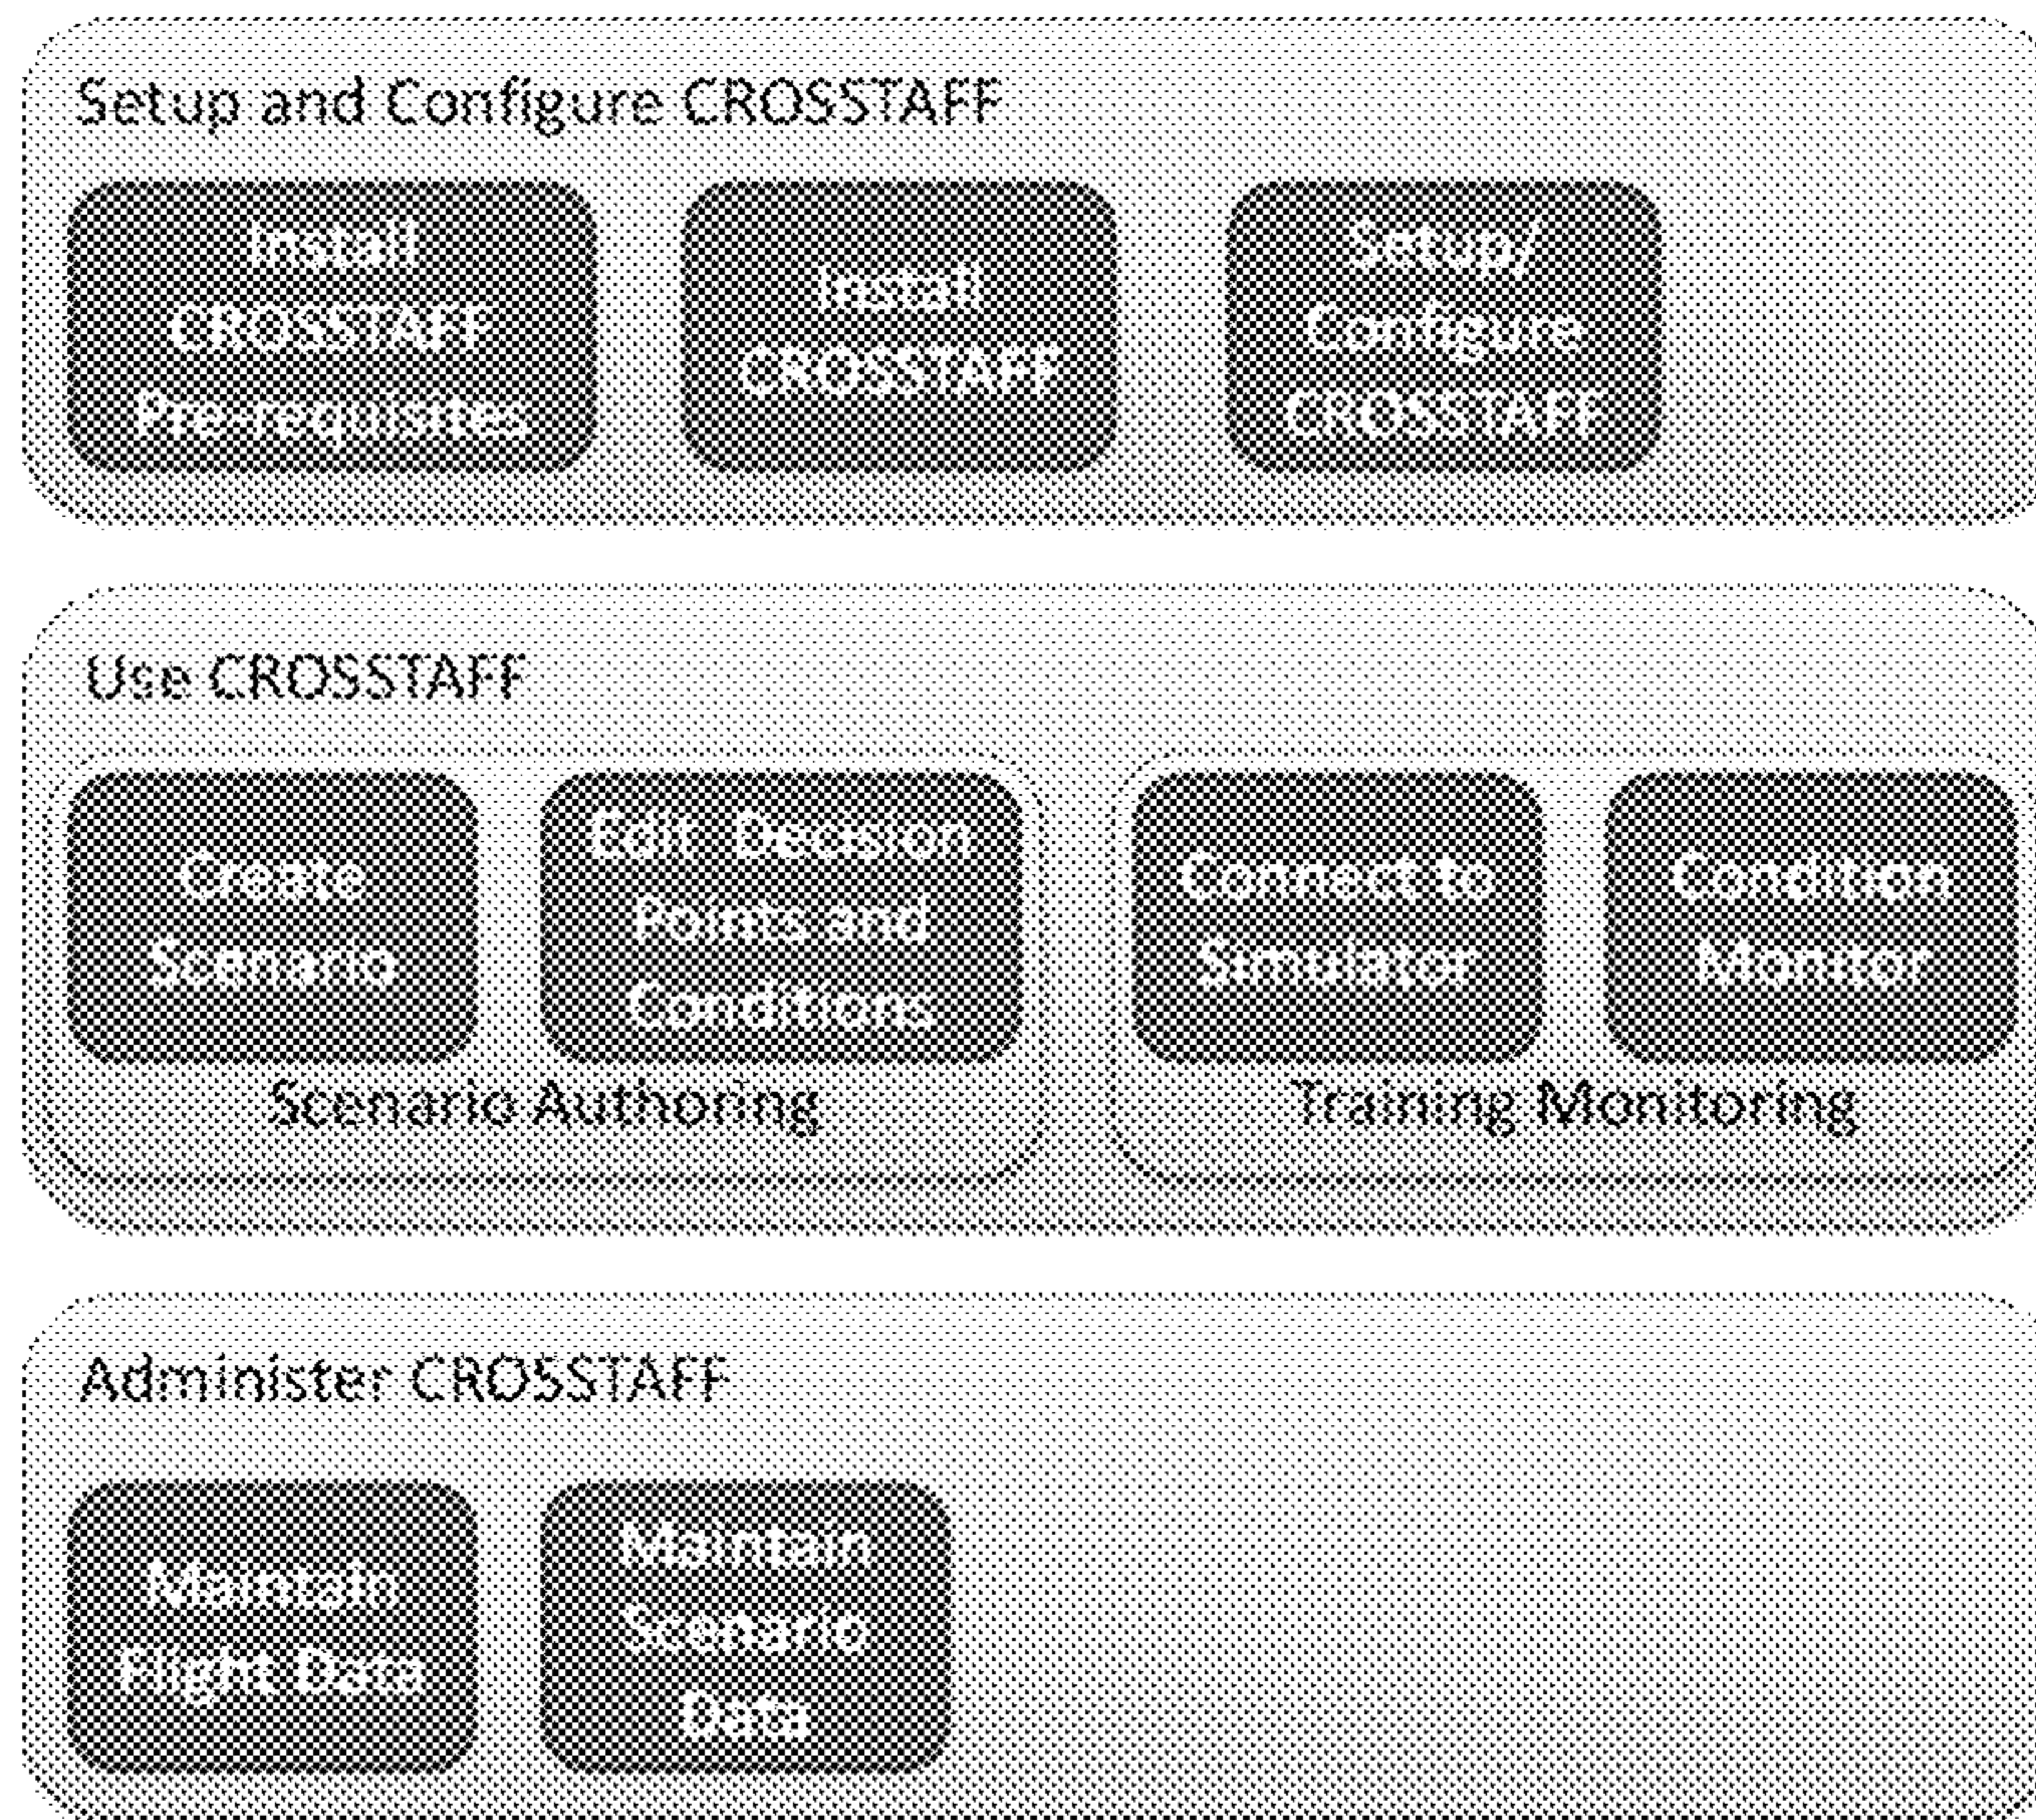 Setup and Configure CROSSTAFF
Install
CROSSTAFF
Pre-requisites
Install
CROSSTAFF
Setup/
Configure
CROSSTAFF
Use CROSSTAFF
Create
Scenario
Edit Decision
Points and
Conditions
Scenario Authoring
Connect to
Simulator
Condition
Monitor
Training Monitoring
Administer CROSSTAFF
Maintain
Flight Data
Maintain
Scenario
Data